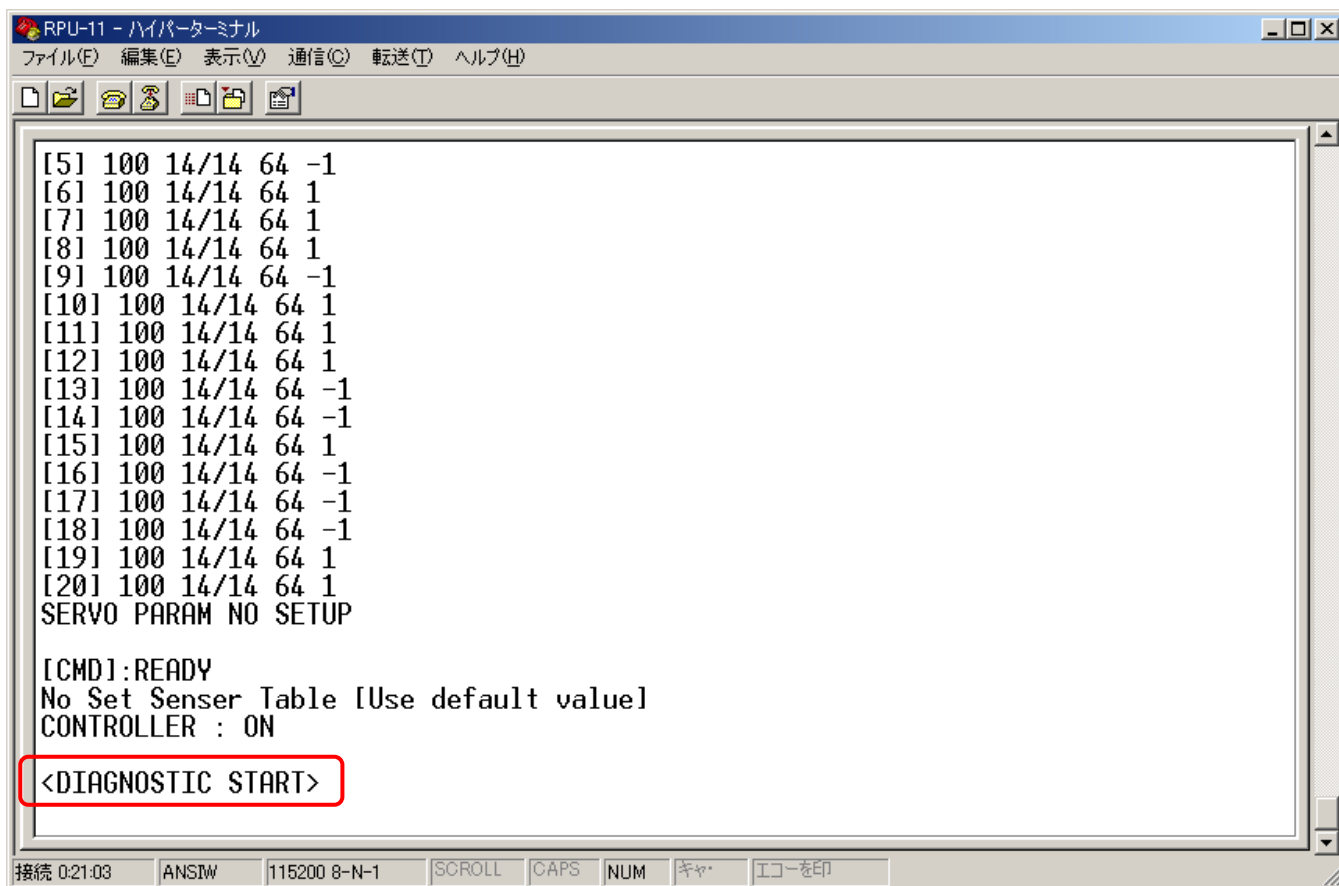 RPU-11 - ハイパーターミナル
ファイル(F) 編集(E) 表示(V) 通信(C) 転送(T) ヘルプ(H)
[5] 100 14/14 64 -1
[6] 100 14/14 64 1
[7] 100 14/14 64 1
[8] 100 14/14 64 1
[9] 100 14/14 64 -1
[10] 100 14/14 64 1
[11] 100 14/14 64 1
[12] 100 14/14 64 1
[13] 100 14/14 64 -1
[14] 100 14/14 64 -1
[15] 100 14/14 64 1
[16] 100 14/14 64 -1
[17] 100 14/14 64 -1
[18] 100 14/14 64 -1
[19] 100 14/14 64 1
[20] 100 14/14 64 1
SERVO PARAM NO SETUP
[CMD]:READY
No Set Senser Table [Use default value]
CONTROLLER : ON
<DIAGNOSTIC START>
接続 0:21:03 ANSIW 115200 8-N-1 SCROLL CAPS NUM キャ・ エコーを印